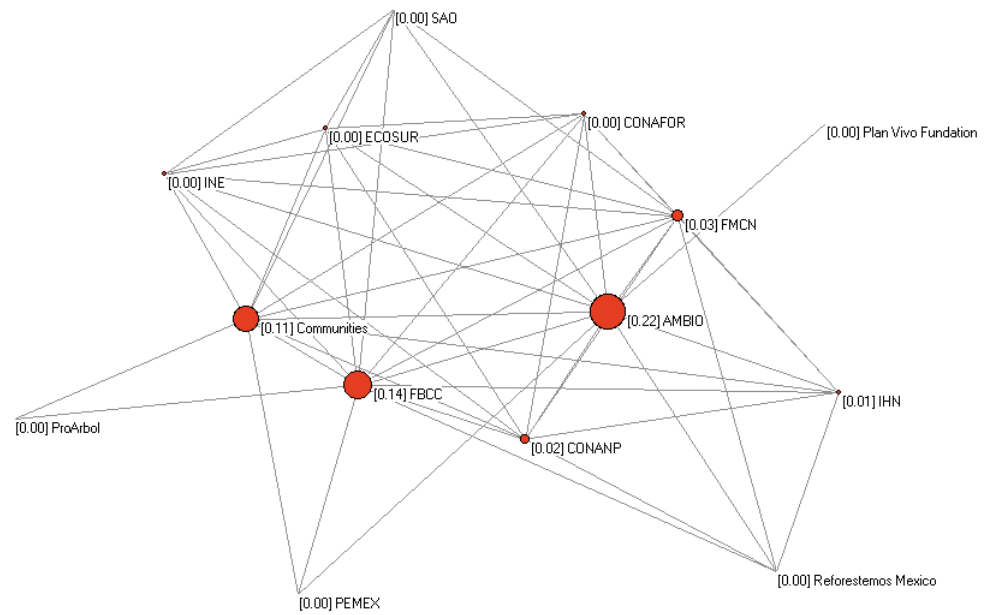 [0.00] SAO
[0.00] CONAFOR
[0.00] Plan Vivo Fundation
[0.00] ECOSUR
[0.00] INE
[0.03] FMCN
[0.22] AMBIO
[0.11] Communities
[0.14] FBCC
[0.01] IHN
[0.00] ProArbol
[0.02] CONANP
[0.00] Reforestemos Mexico
[0.00] PEMEX